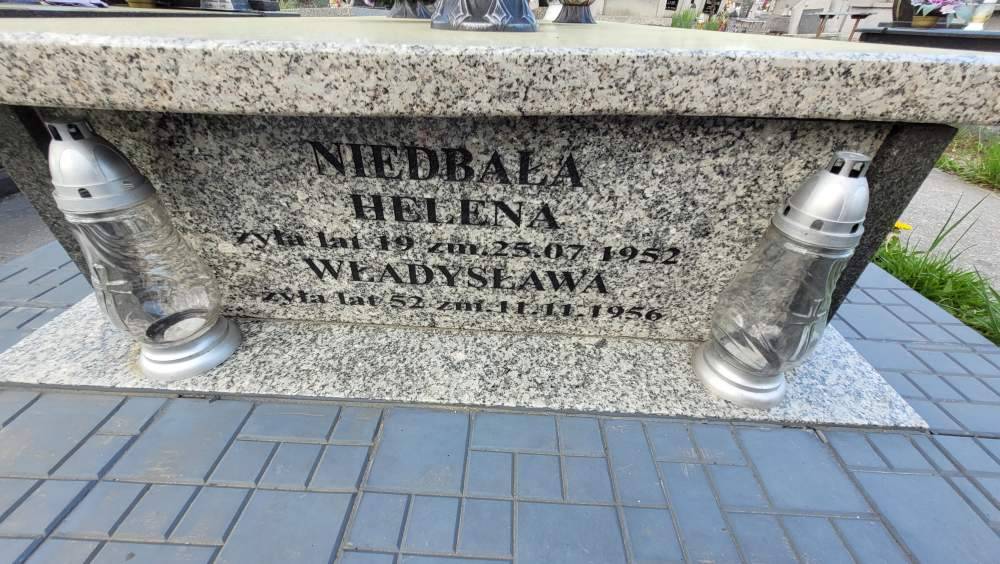 NIEDBAŁA
HELENA
żyła lat 19 zm.25.07 1952
WŁADYSŁAWA
żyła lat 52 zm.11.11.1956